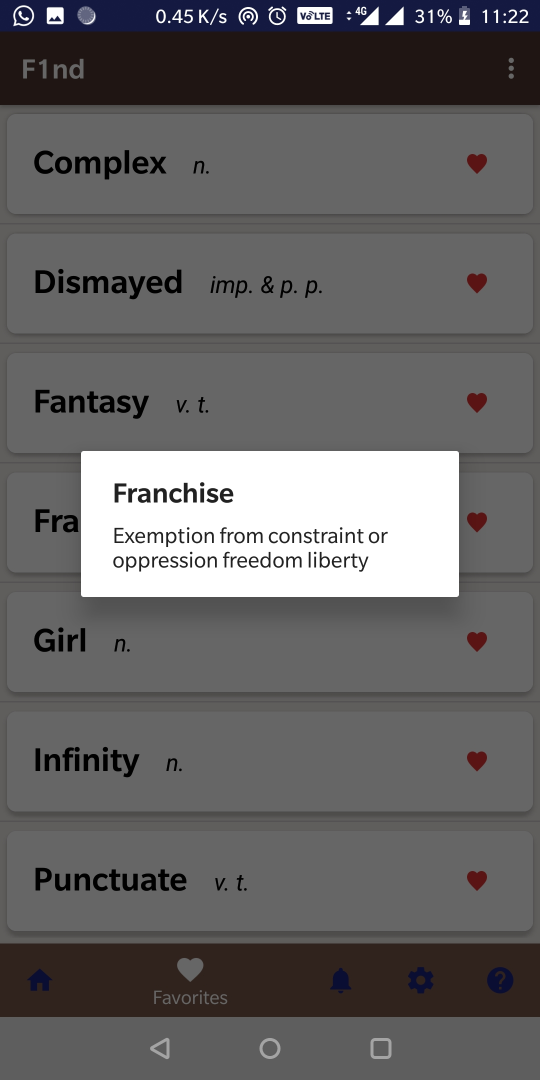 0.45 K/s VoLTE 4G 31% 11:22
F1nd
Complex n.
Dismayed imp. & p. p.
Fantasy v. t.
Fra
Franchise
Exemption from constraint or
oppression freedom liberty
Girl n.
Infinity n.
Punctuate v. t.
Favorites